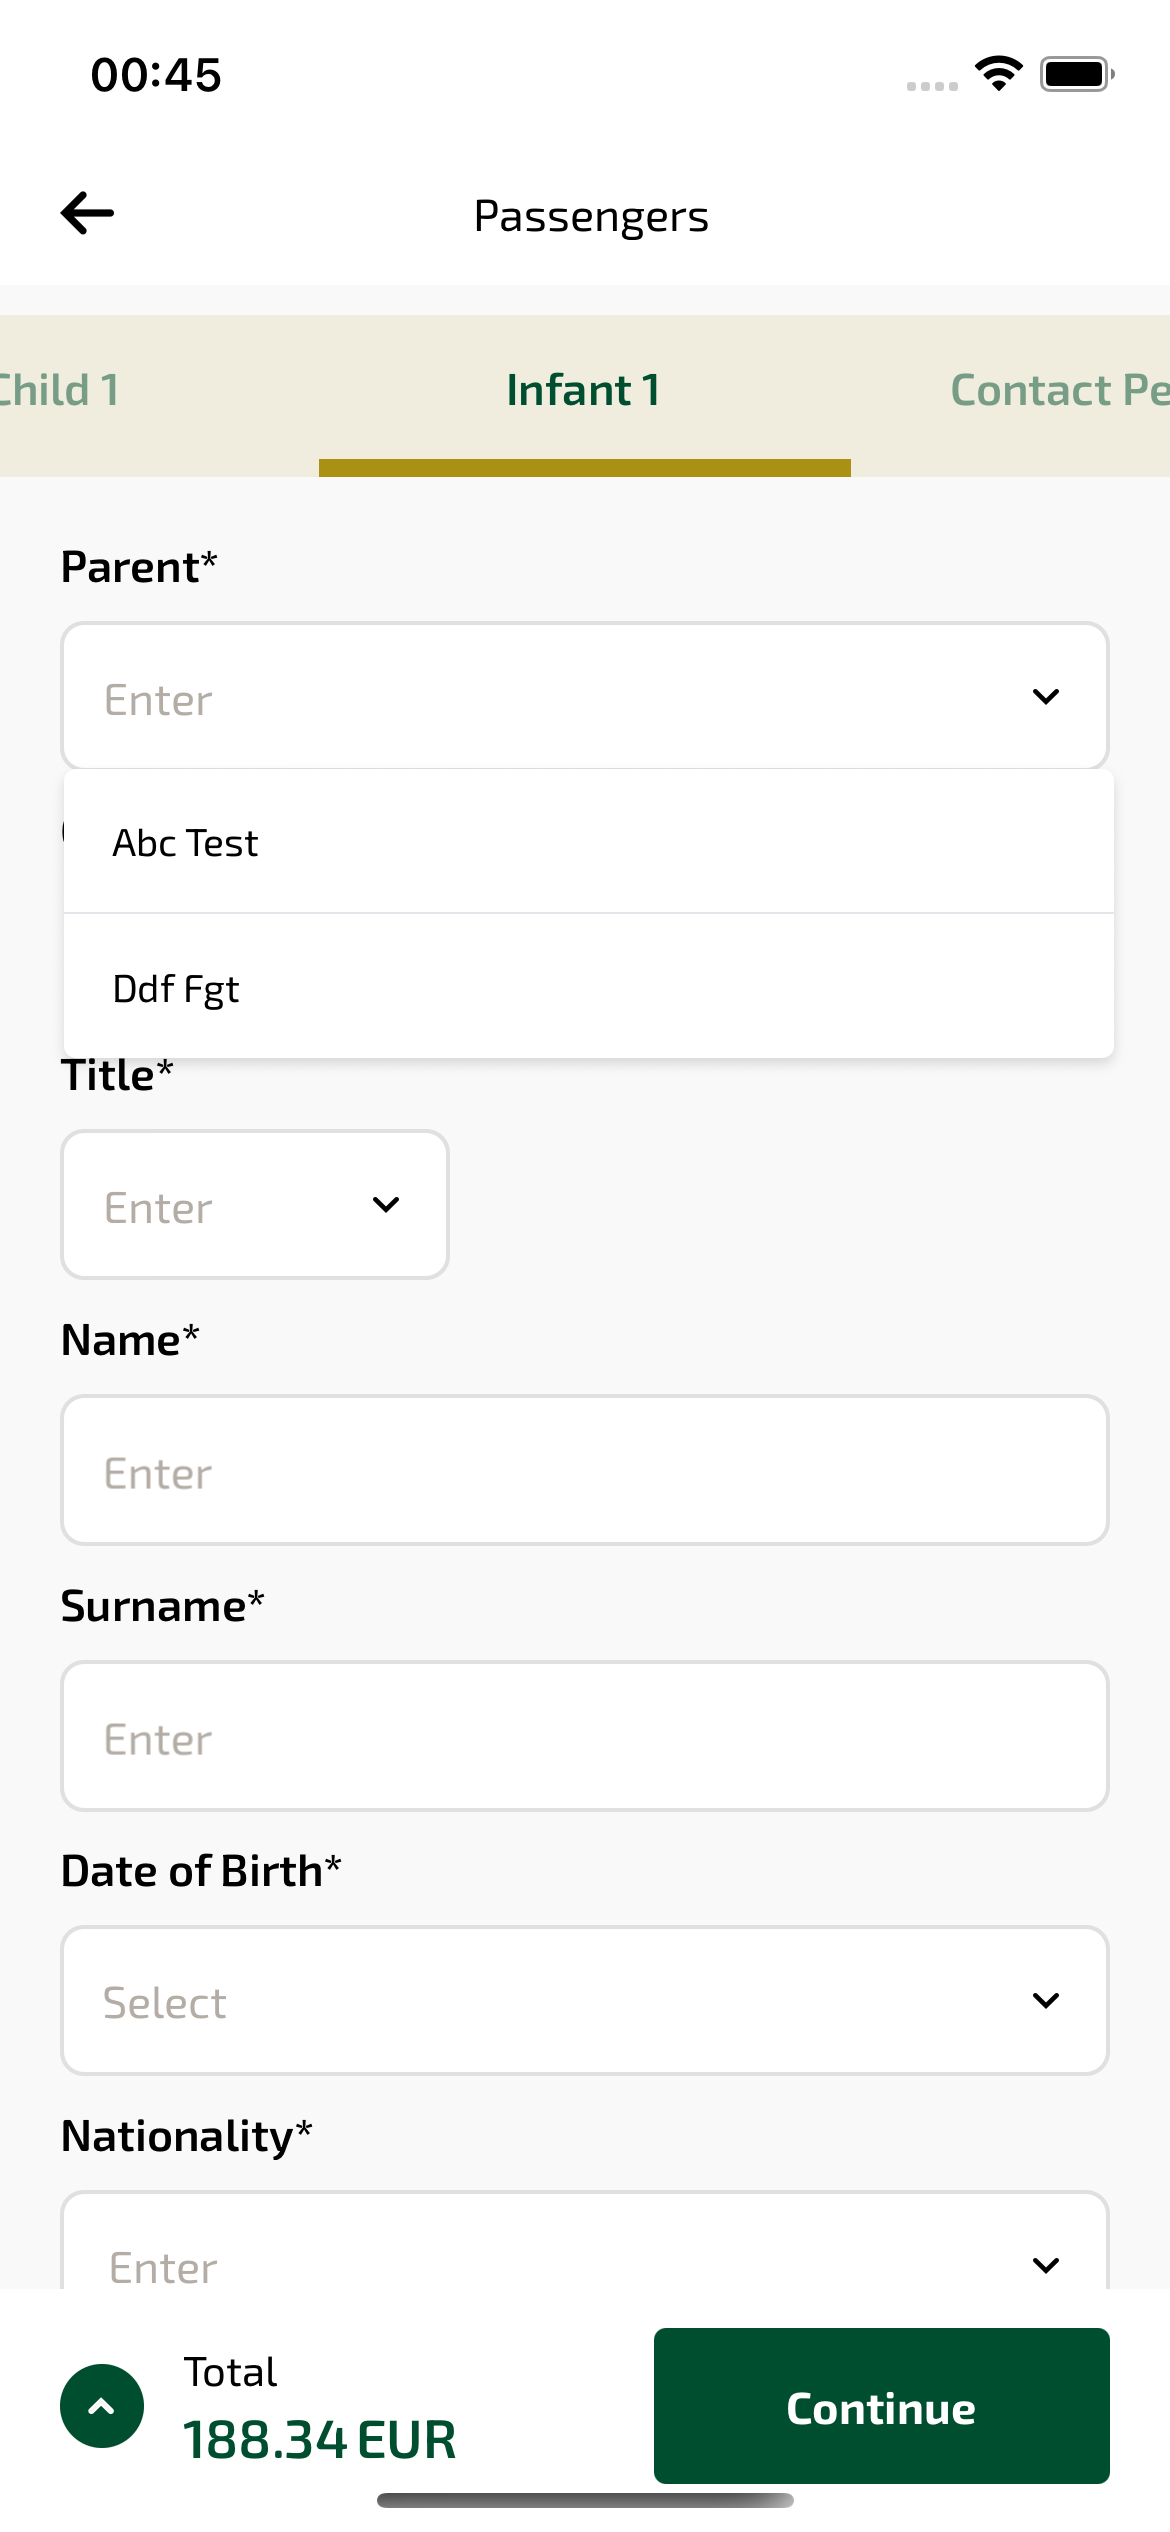 00:45
Passengers
Child 1
Infant 1
Contact Pe
Parent*
Enter
Abc Test
Ddf Fgt
Title*
Enter
Name*
Enter
Surname*
Enter
Date of Birth*
Select
Nationality*
Enter
Total
188.34 EUR
Continue